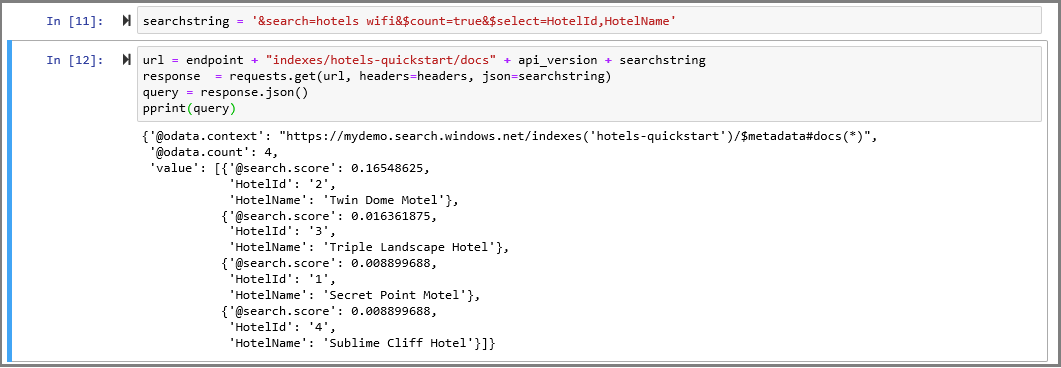 In [11]: searchstring = '&search=hotels wifi&$count=true&$select=HotelId,HotelName'
In [12]: url = endpoint + "indexes/hotels-quickstart/docs" + api_version + searchstring
response  = requests.get(url, headers=headers, json=searchstring)
query = response.json()
pprint(query)
{'@odata.context': "https://mydemo.search.windows.net/indexes('hotels-quickstart')/$metadata#docs(*)",
'@odata.count': 4,
'value': [{'@search.score': 0.16548625,
'HotelId': '2',
'HotelName': 'Twin Dome Motel'},
{'@search.score': 0.016361875,
'HotelId': '3',
'HotelName': 'Triple Landscape Hotel'},
{'@search.score': 0.008899688,
'HotelId': '1',
'HotelName': 'Secret Point Motel'},
{'@search.score': 0.008899688,
'HotelId': '4',
'HotelName': 'Sublime Cliff Hotel'}]}